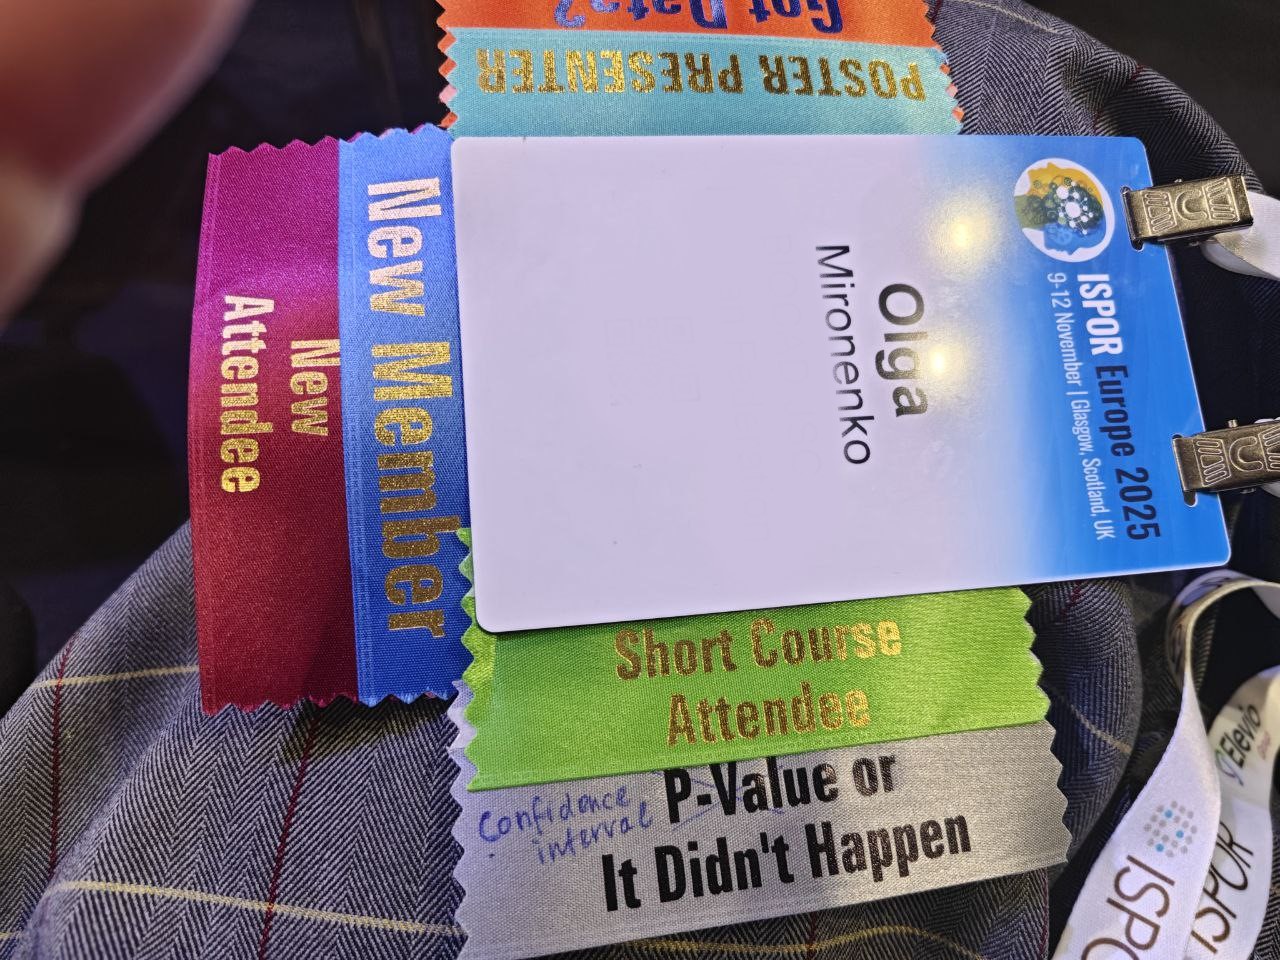 Got Data?
POSTER PRESENTER
ISPOR Europe 2025
9-12 November | Glasgow, Scotland, UK
Olga
Mironenko
New Member
New
Attendee
Short Course
Attendee
P-Value or
Confidence
interval
It Didn't Happen
ISPO
ISPOR
Elevio